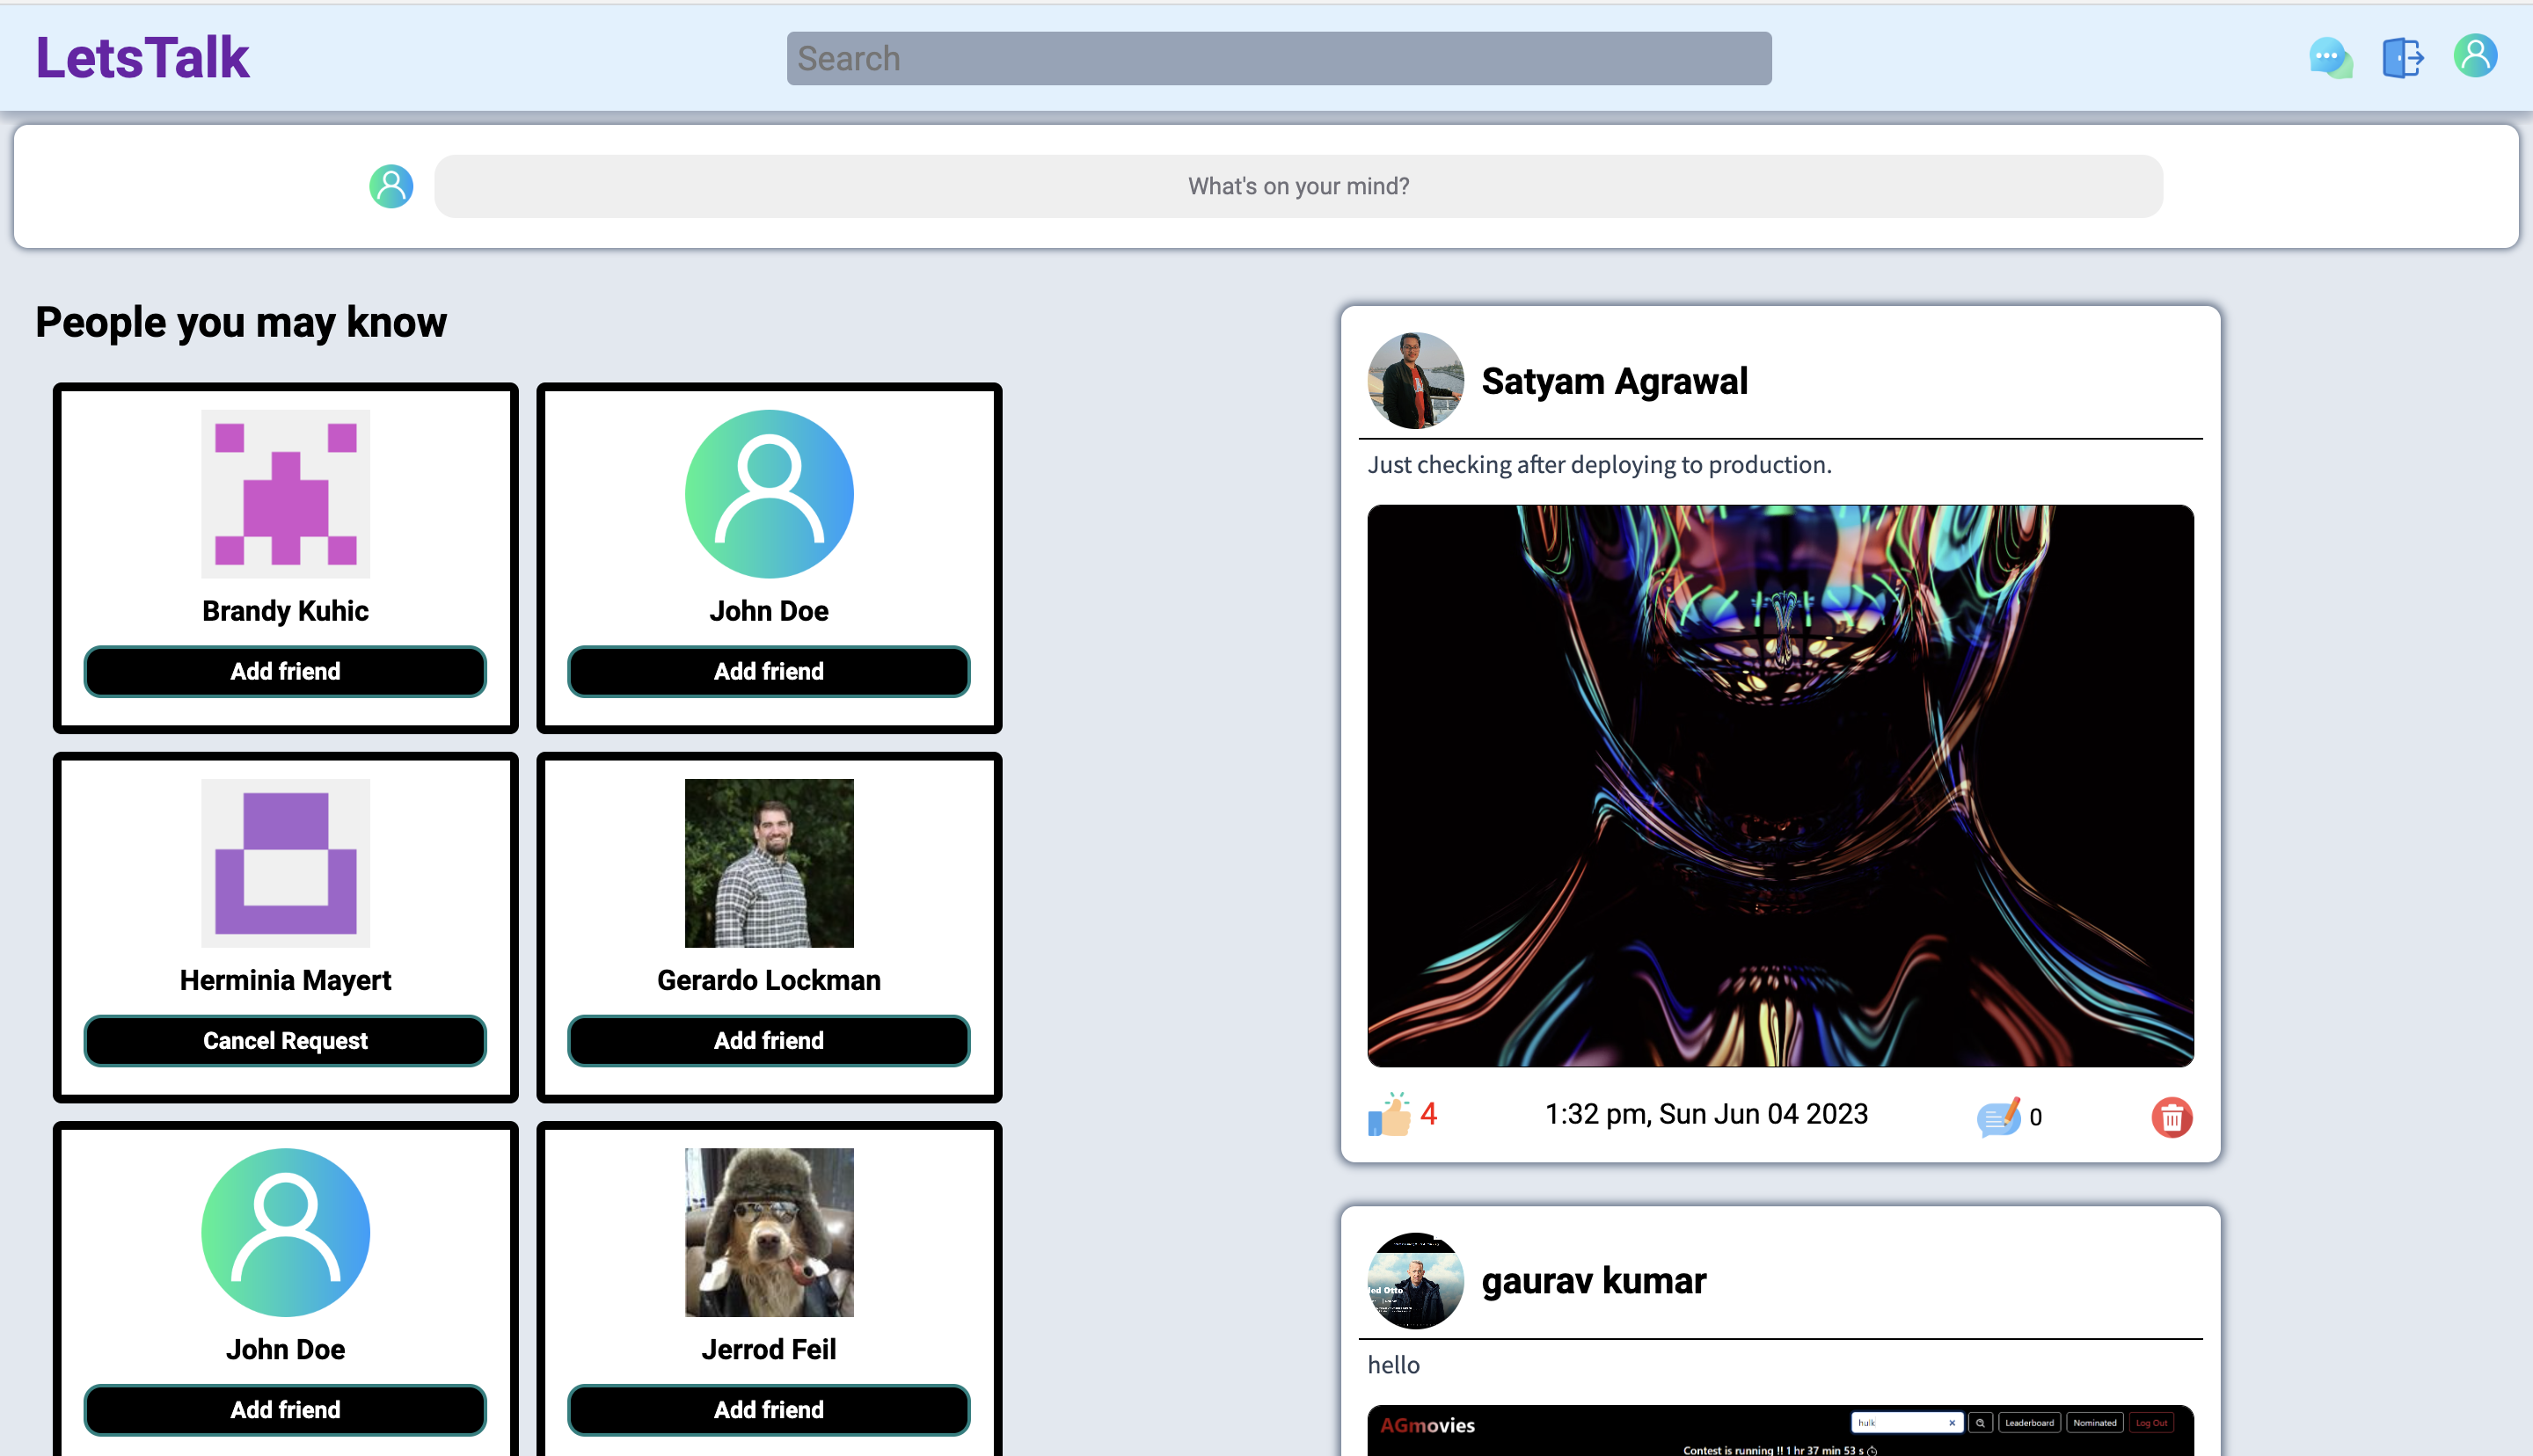 LetsTalk
Search
What's on your mind?
People you may know
Brandy Kuhic
Add friend
John Doe
Add friend
Herminia Mayert
Cancel Request
Gerardo Lockman
Add friend
John Doe
Add friend
Jerrod Feil
Add friend
Satyam Agrawal
Just checking after deploying to production.
4
1:32 pm, Sun Jun 04 2023
0
gaurav kumar
ed Otto
hello
AGmovies
hulk
Leaderboard
Nominated
Log Out
Contest is running !! 1 hr 37 min 53 s